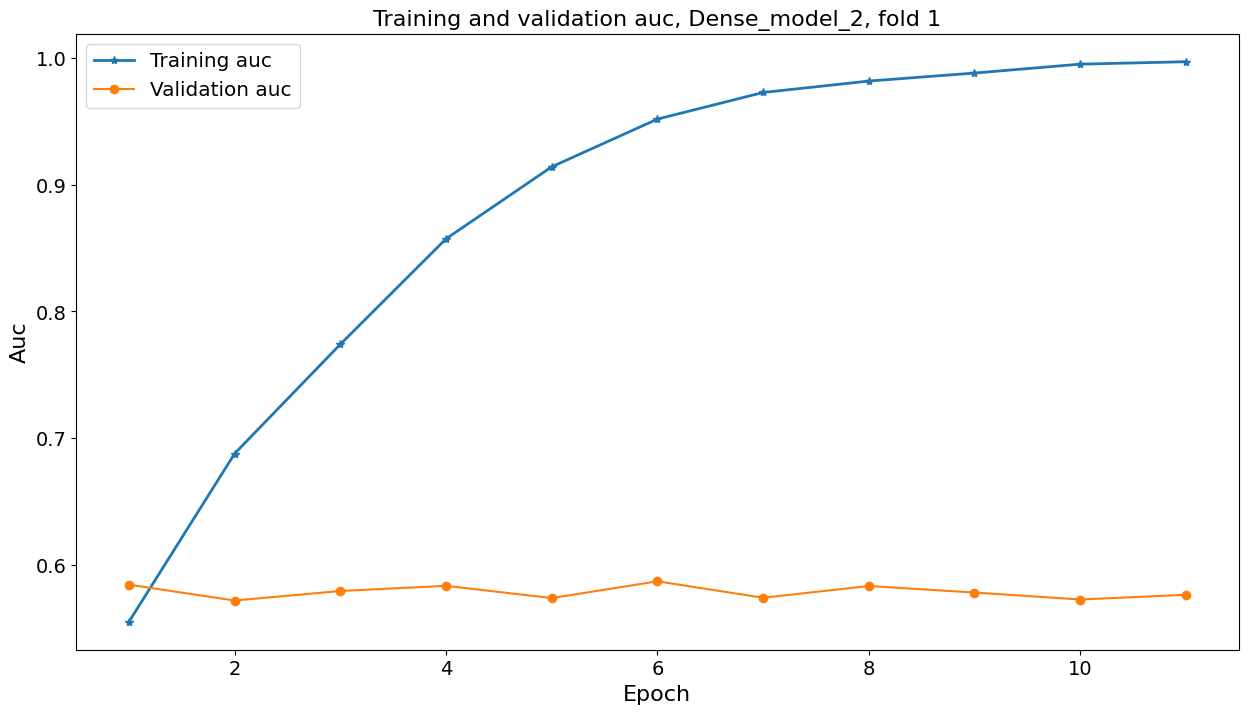 Training and validation auc, Dense_model_2, fold 1
Training auc
Validation auc
1.0
0.9
0.8
0.7
0.6
Auc
2 4 6 8 10
Epoch